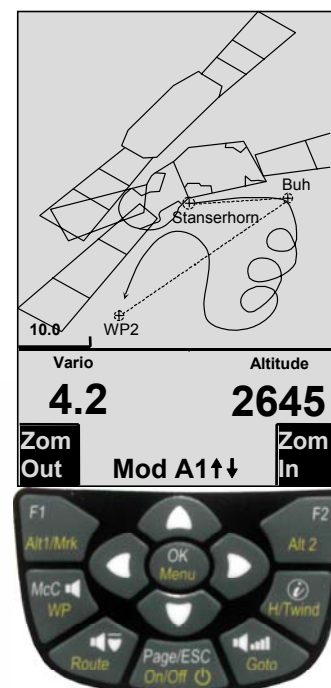 Buh
Stanserhorn
WP2
10.0
Vario Altitude
4.2 2645
Zom Out Mod A1↑↓ Zom In
F1 F2
Alt1/Mrk OK Alt 2
Menu
McC
WP H/Twind
Route Page/ESC Goto
On/Off